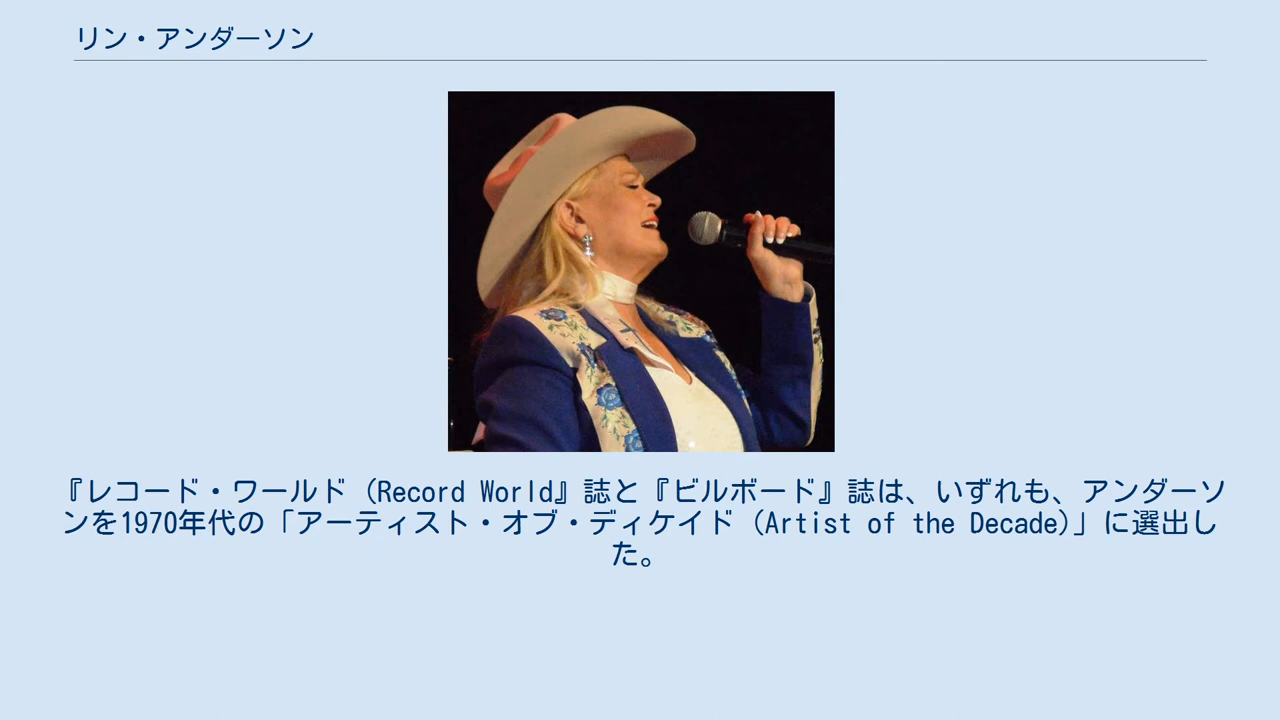 リン・アンダーソン
『レコード・ワールド（Record World』誌と『ビルボード』誌は、いずれも、アンダーソ
ンを1970年代の「アーティスト・オブ・ディケイド（Artist of the Decade)」に選出し
た。